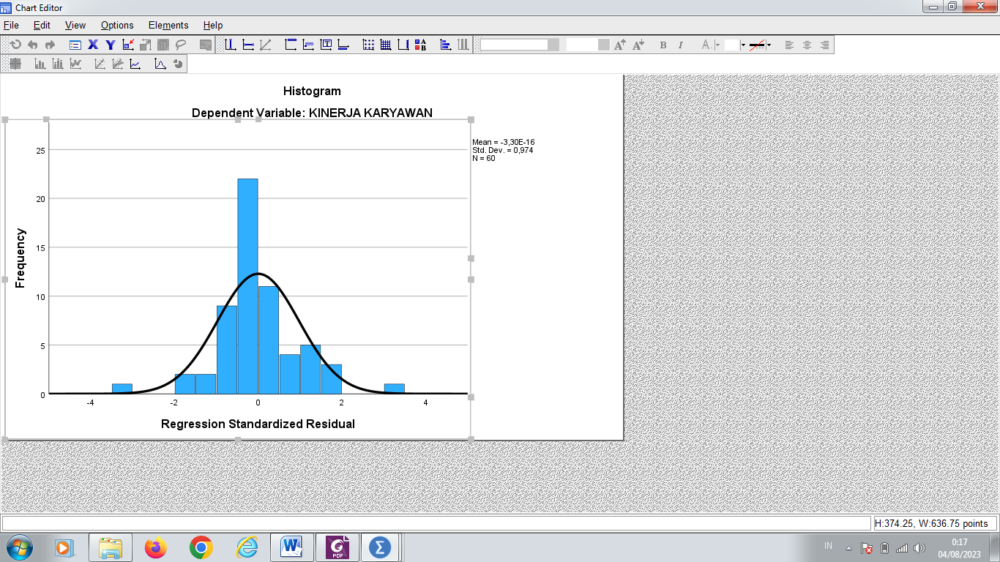 Chart Editor
File Edit View Options Elements Help
X Y A B
A A B I A
Histogram
Dependent Variable: KINERJA KARYAWAN
Mean = -3,30E-16
Std. Dev. = 0,974
N = 60
25
20
15
10
5
0
Frequency
-4 -2 0 2 4
Regression Standardized Residual
H:374.25, W:636.75 points
W G PDF Σ IN 0:17
04/08/2023